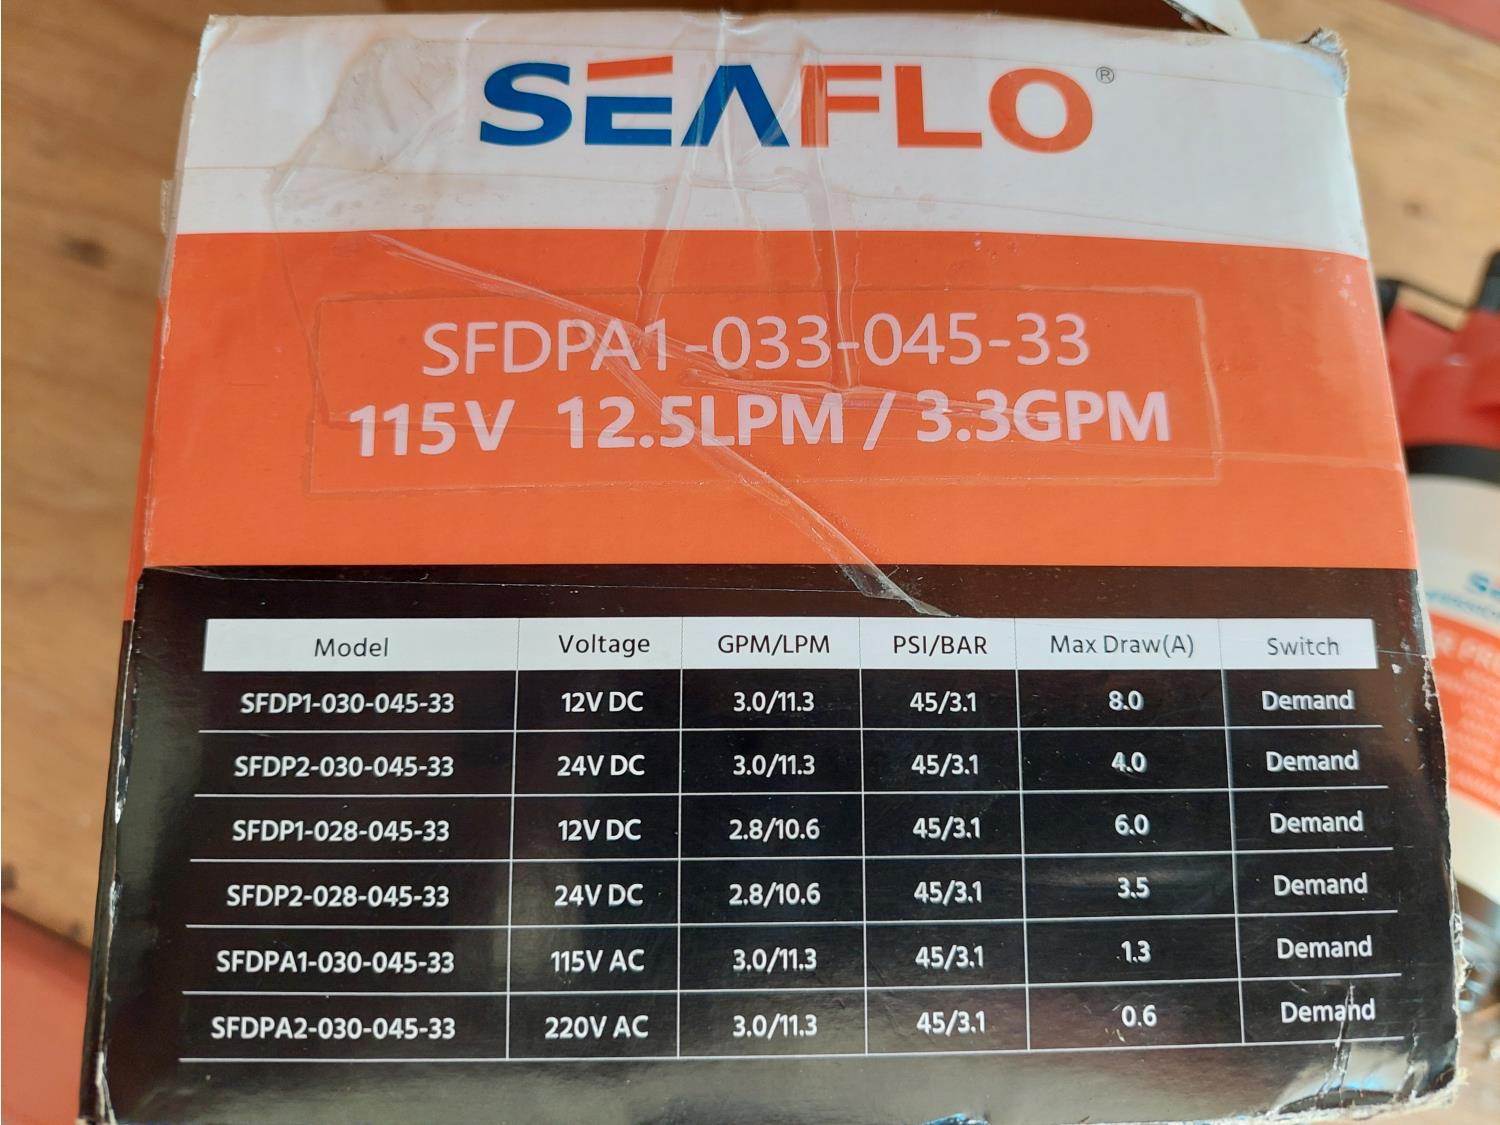 SEAFLO®
SFDPA1-033-045-33
115V 12.5LPM / 3.3GPM
Model Voltage GPM/LPM PSI/BAR Max Draw(A) Switch
SFDP1-030-045-33 12V DC 3.0/11.3 45/3.1 8.0 Demand
SFDP2-030-045-33 24V DC 3.0/11.3 45/3.1 4.0 Demand
SFDP1-028-045-33 12V DC 2.8/10.6 45/3.1 6.0 Demand
SFDP2-028-045-33 24V DC 2.8/10.6 45/3.1 3.5 Demand
SFDPA1-030-045-33 115V AC 3.0/11.3 45/3.1 1.3 Demand
SFDPA2-030-045-33 220V AC 3.0/11.3 45/3.1 0.6 Demand